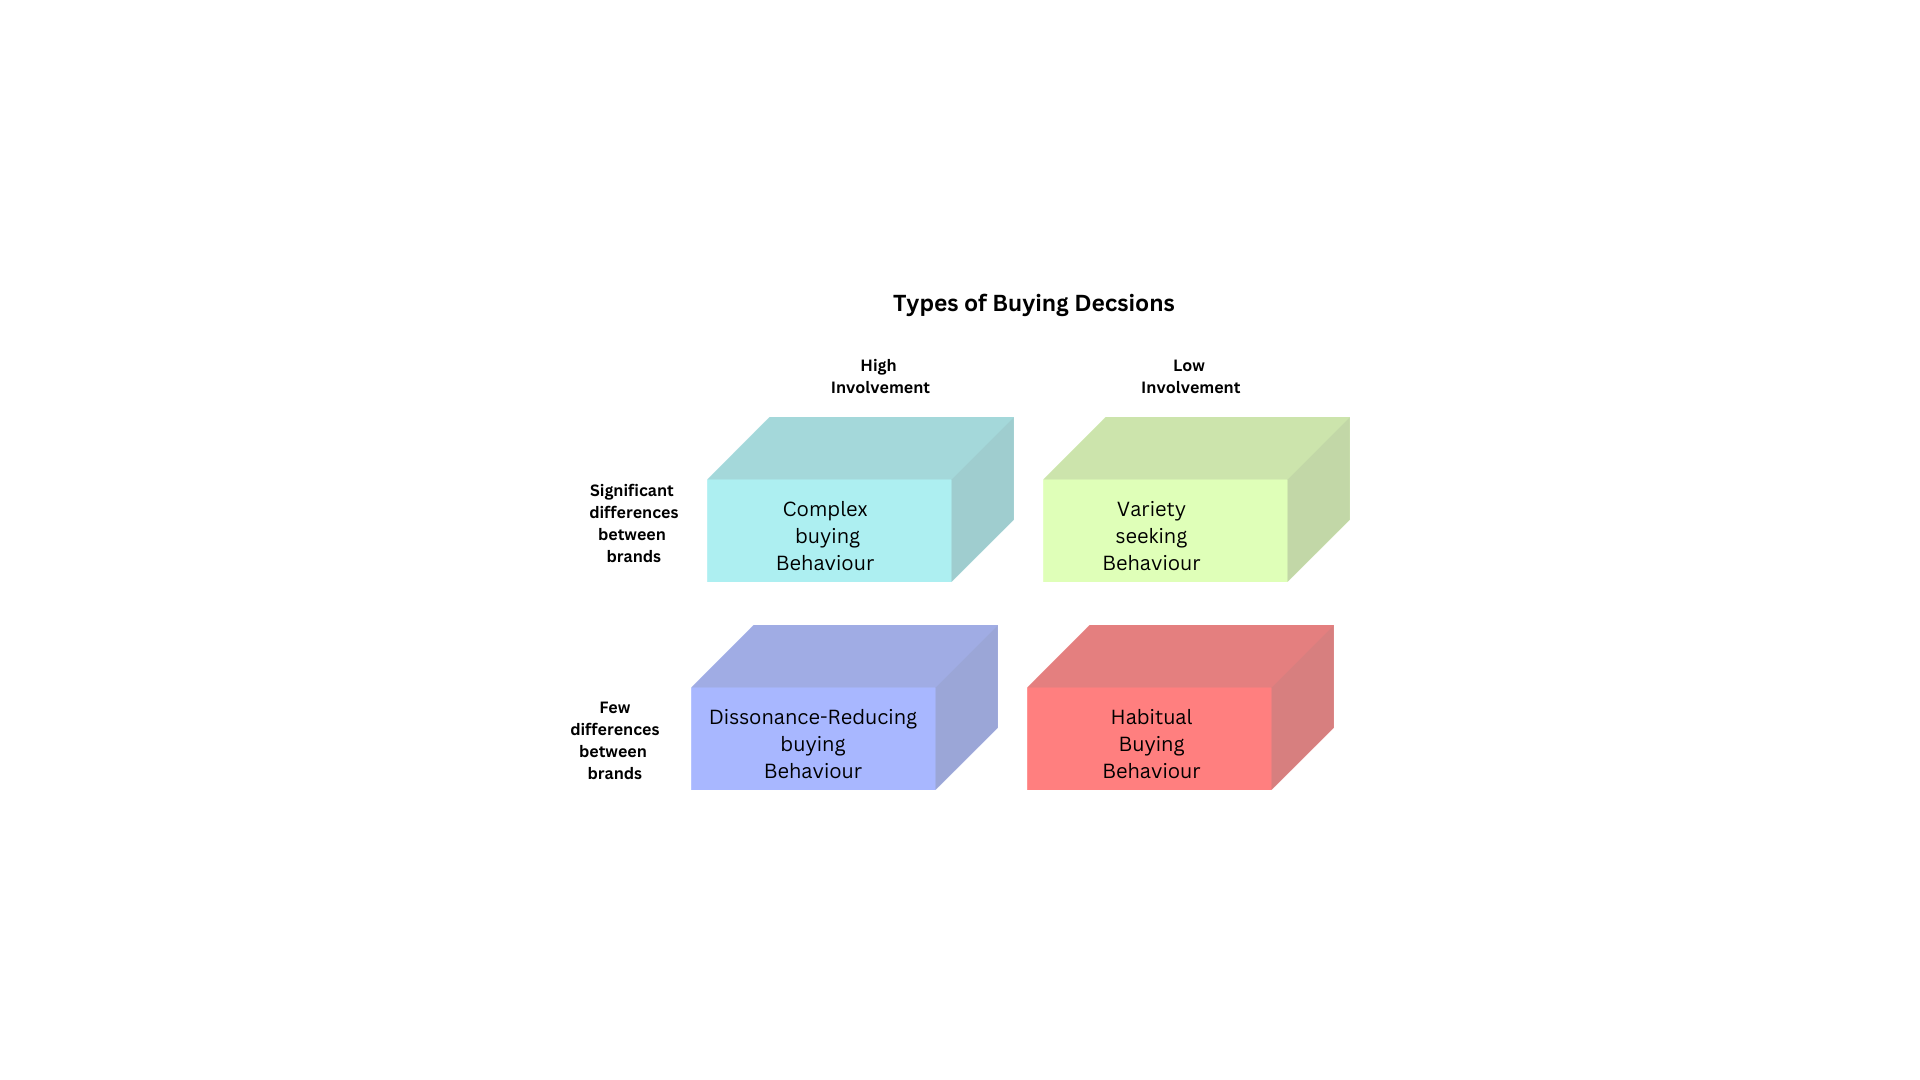 Types of Buying Decsions
High
Involvement
Low
Involvement
Significant
differences
between
brands
Complex
buying
Behaviour
Variety
seeking
Behaviour
Few
differences
between
brands
Dissonance-Reducing
buying
Behaviour
Habitual
Buying
Behaviour